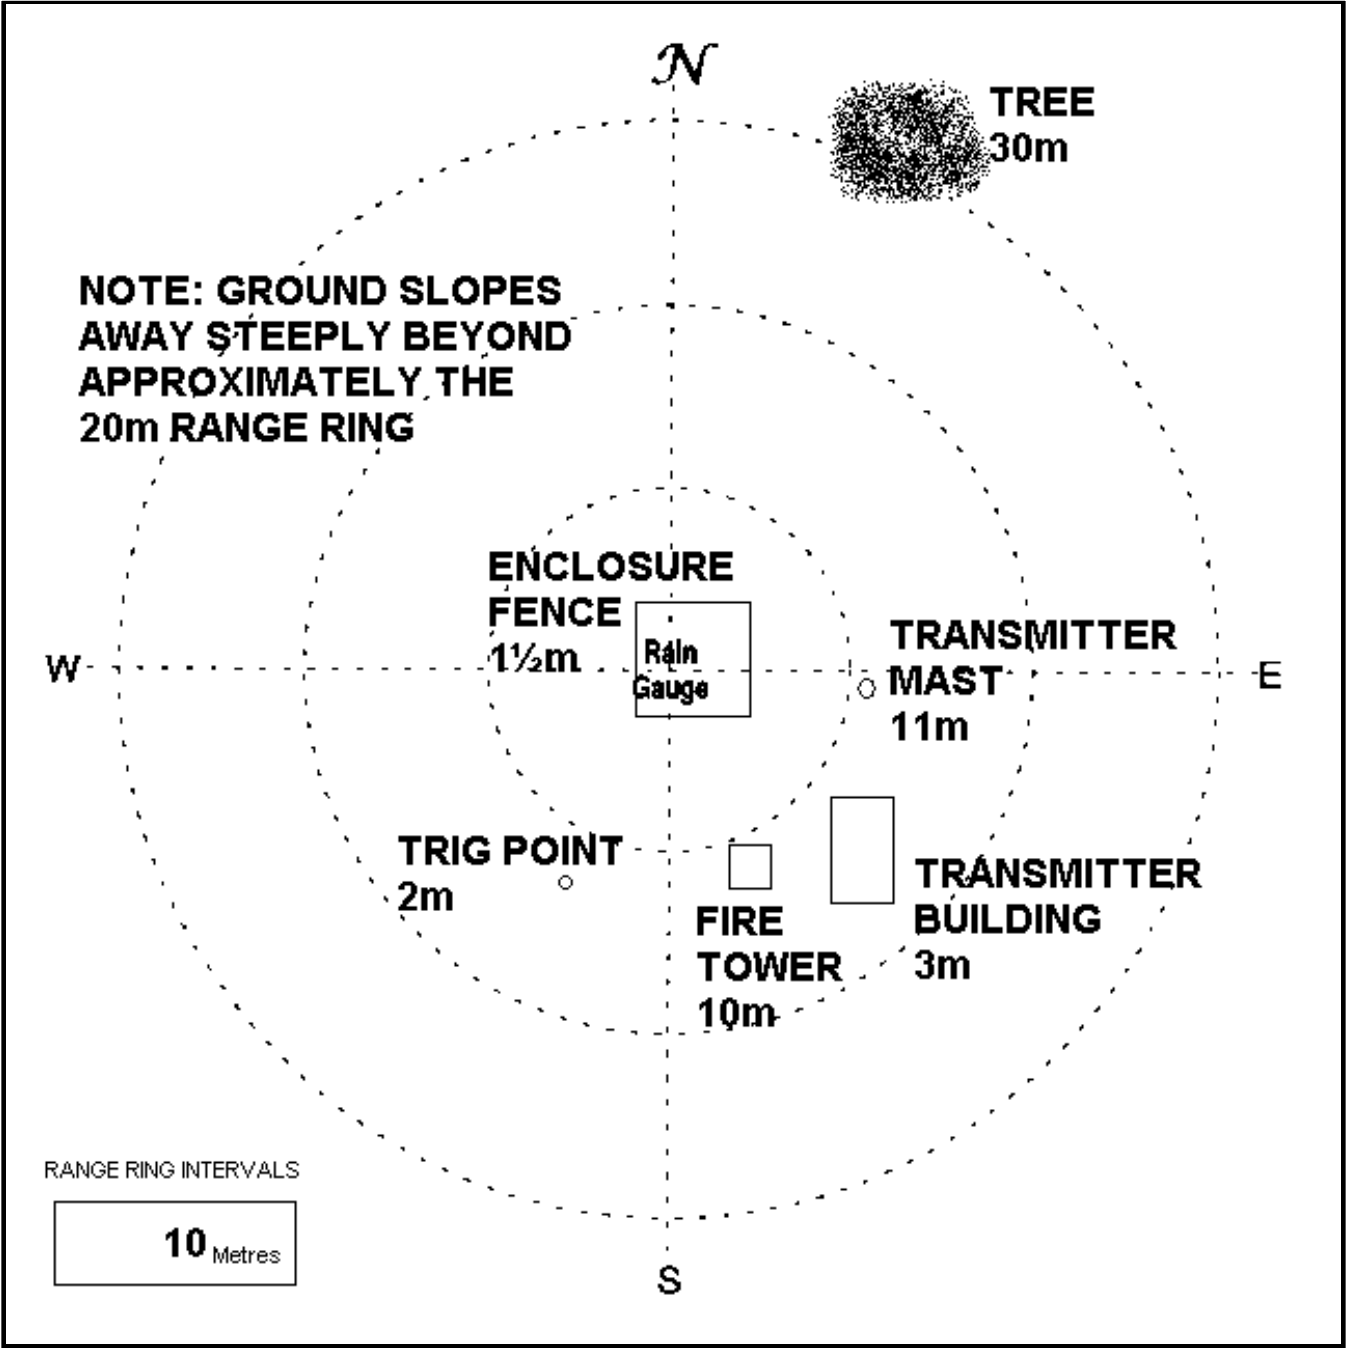 N
TREE
30m
NOTE: GROUND SLOPES
AWAY STEEPLY BEYOND
APPROXIMATELY THE
20m RANGE RING
ENCLOSURE
FENCE
1½m
Rain
Gauge
TRANSMITTER
MAST
11m
W
E
TRIG POINT
2m
FIRE
TOWER
10m
TRANSMITTER
BUILDING
3m
RANGE RING INTERVALS
10 Metres
S